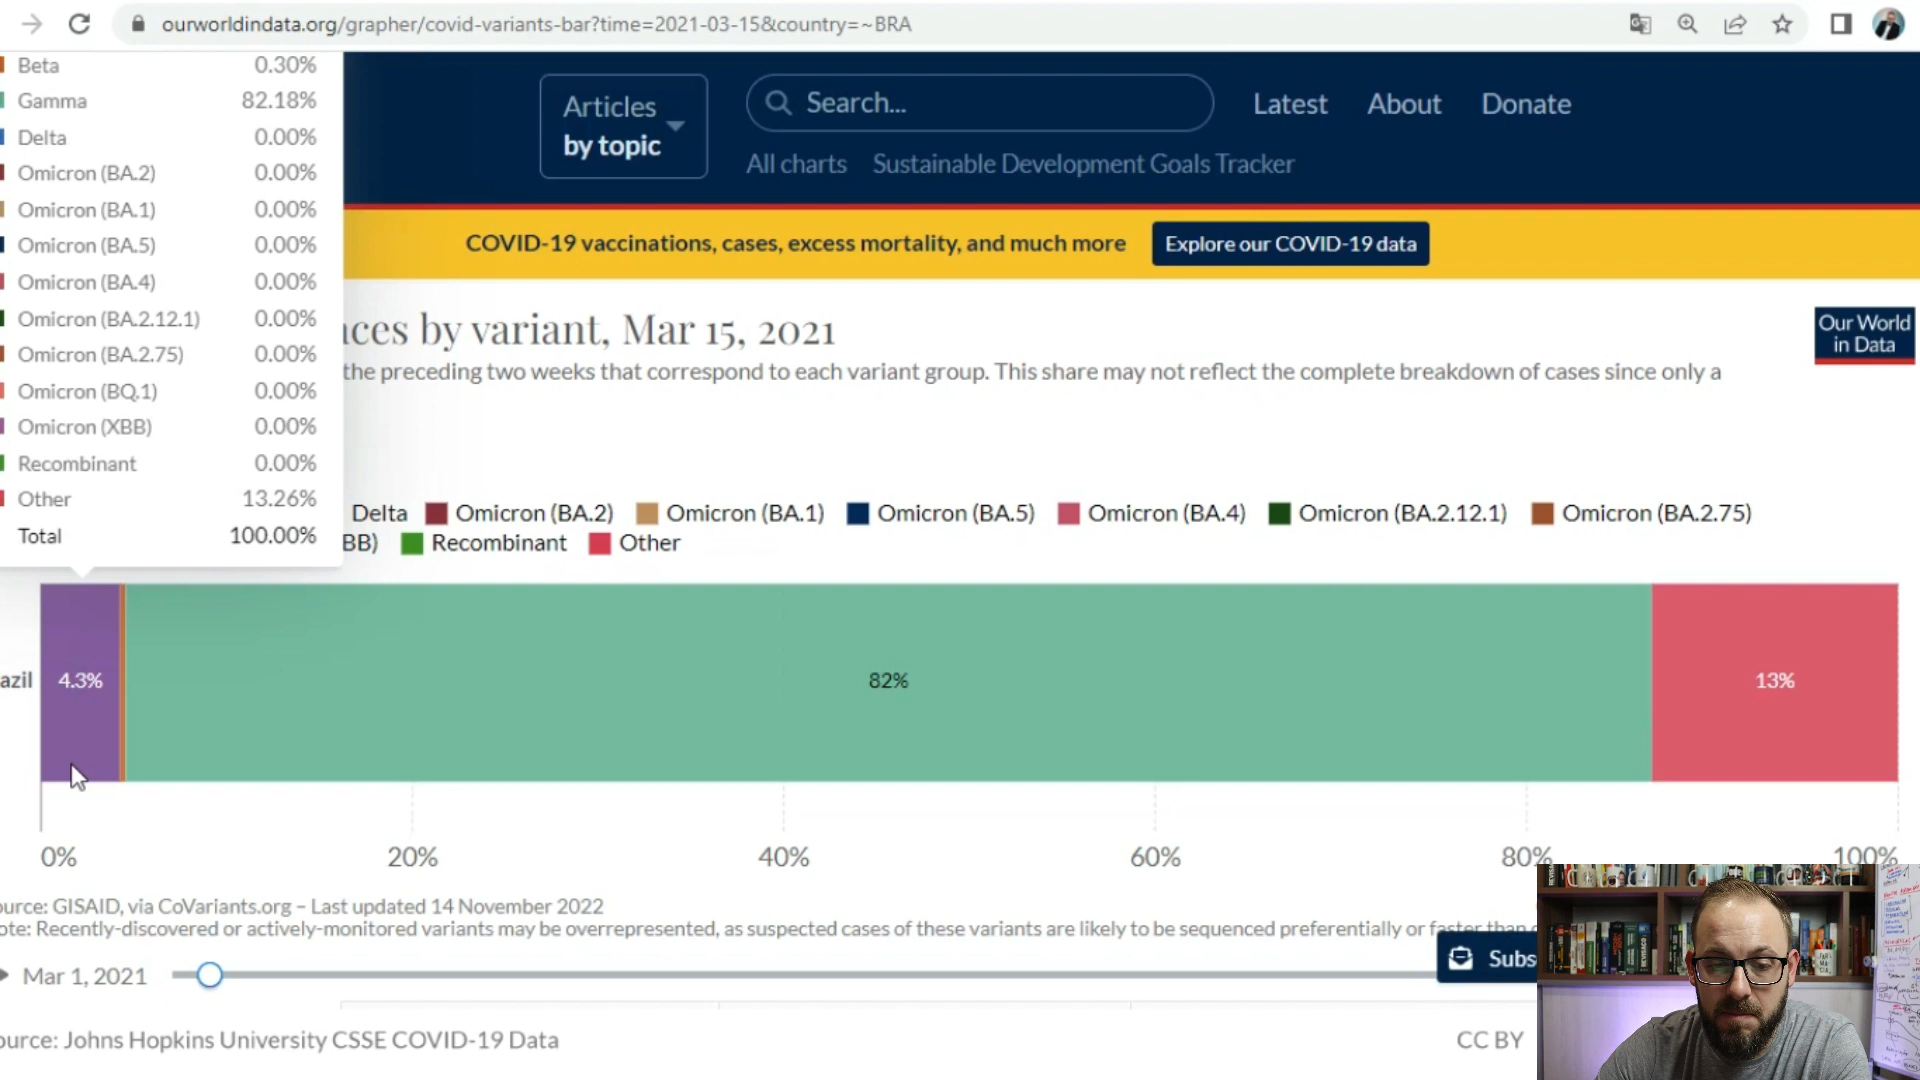 ourworldindata.org/grapher/covid-variants-bar?time=2021-03-15&country=~BRA
Beta 0.30%
Gamma 82.18%
Delta 0.00%
Omicron (BA.2) 0.00%
Omicron (BA.1) 0.00%
Omicron (BA.5) 0.00%
Omicron (BA.4) 0.00%
Omicron (BA.2.12.1) 0.00%
Omicron (BA.2.75) 0.00%
Omicron (BQ.1) 0.00%
Omicron (XBB) 0.00%
Recombinant 0.00%
Other 13.26%
Total 100.00%
Articles
by topic
Search...
Latest About Donate
All charts Sustainable Development Goals Tracker
COVID-19 vaccinations, cases, excess mortality, and much more Explore our COVID-19 data
nces by variant, Mar 15, 2021
Our World
in Data
the preceding two weeks that correspond to each variant group. This share may not reflect the complete breakdown of cases since only a
Delta Omicron (BA.2) Omicron (BA.1) Omicron (BA.5) Omicron (BA.4) Omicron (BA.2.12.1) Omicron (BA.2.75)
BB) Recombinant Other
azil 4.3% 82% 13%
0% 20% 40% 60% 80% 100%
ource: GISAID, via CoVariants.org – Last updated 14 November 2022
ote: Recently-discovered or actively-monitored variants may be overrepresented, as suspected cases of these variants are likely to be sequenced preferentially or faster than
Subs
Mar 1, 2021
ource: Johns Hopkins University CSSE COVID-19 Data
CC BY